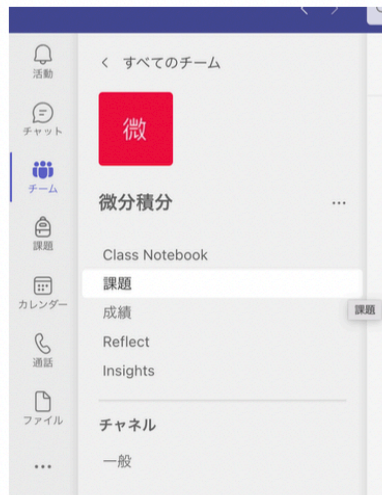 活動
チャット
チーム
課題
カレンダー
通話
ファイル
すべてのチーム
微
微分積分
Class Notebook
課題
成績
Reflect
Insights
チャネル
一般
課題